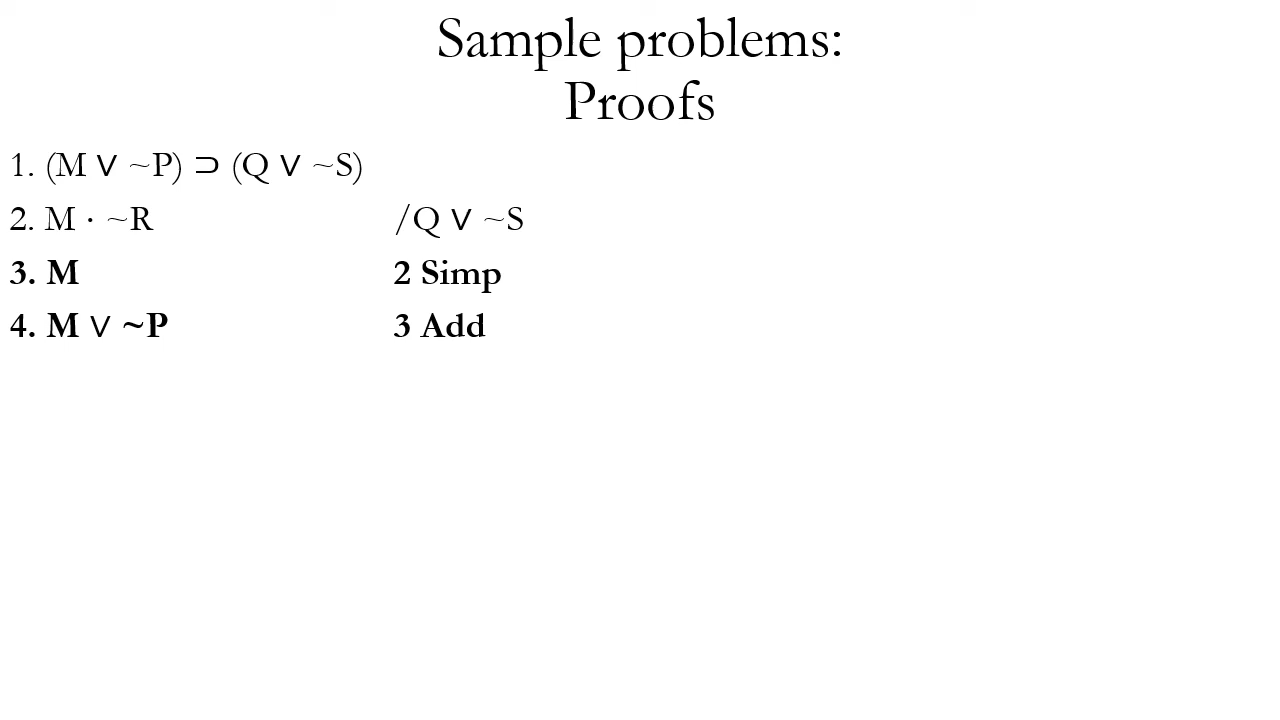 Sample problems:
Proofs
1. (M ∨ ~P) ⊃ (Q ∨ ~S)
2. M · ~R /Q ∨ ~S
3. M 2 Simp
4. M ∨ ~P 3 Add